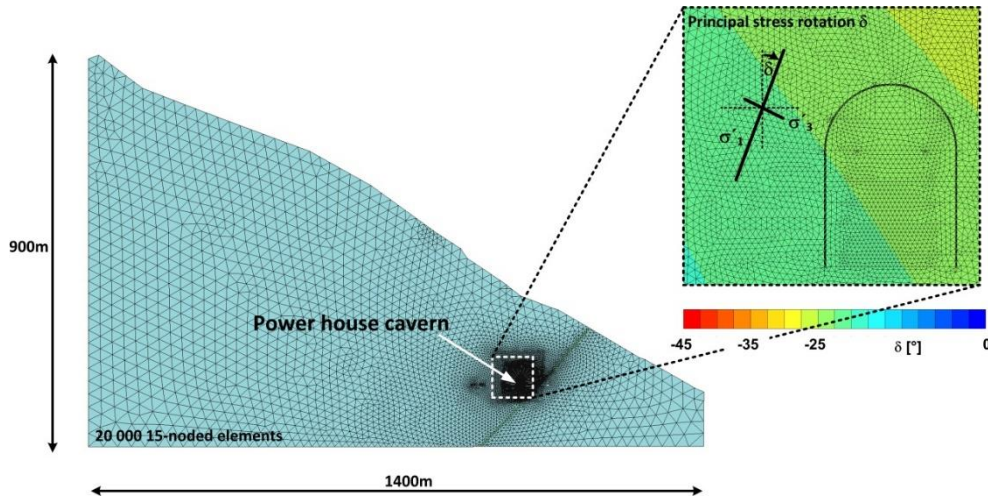 Principal stress rotation δ
δ
σ'₃
σ'₁
900m
Power house cavern
-45
-35
-25
δ [°]
0
20 000 15-noded elements
1400m